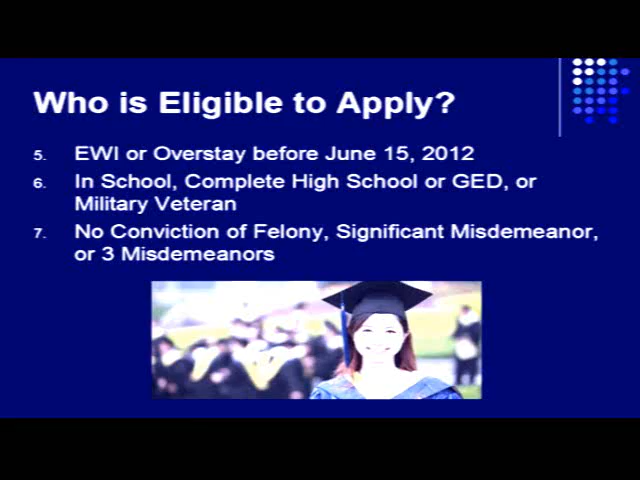 Who is Eligible to Apply?
5. EWI or Overstay before June 15, 2012
6. In School, Complete High School or GED, or
Military Veteran
7. No Conviction of Felony, Significant Misdemeanor,
or 3 Misdemeanors